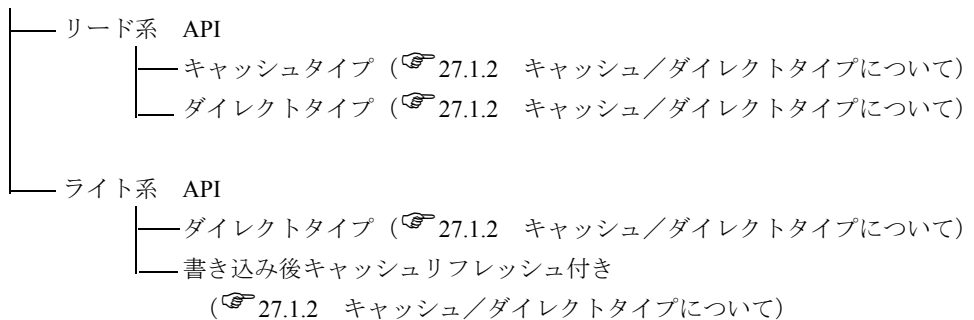 リード系　API
キャッシュタイプ（☞27.1.2　キャッシュ／ダイレクトタイプについて）
ダイレクトタイプ（☞27.1.2　キャッシュ／ダイレクトタイプについて）
ライト系　API
ダイレクトタイプ（☞27.1.2　キャッシュ／ダイレクトタイプについて）
書き込み後キャッシュリフレッシュ付き
（☞27.1.2　キャッシュ／ダイレクトタイプについて）